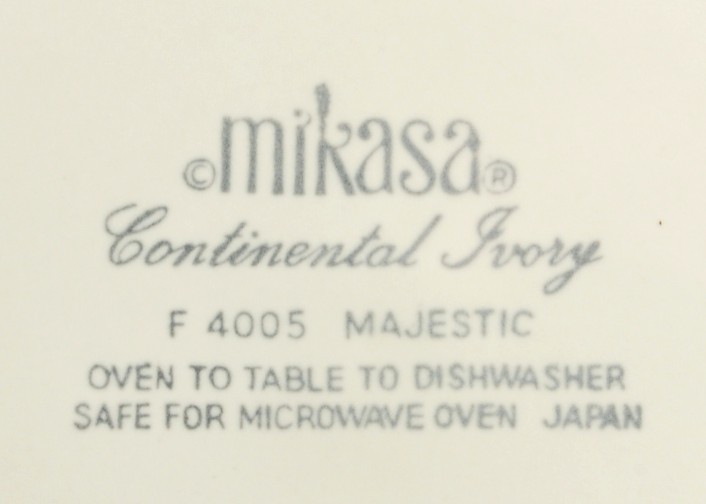 © mikasa ®
Continental Ivory
F 4005 MAJESTIC
OVEN TO TABLE TO DISHWASHER
SAFE FOR MICROWAVE OVEN JAPAN